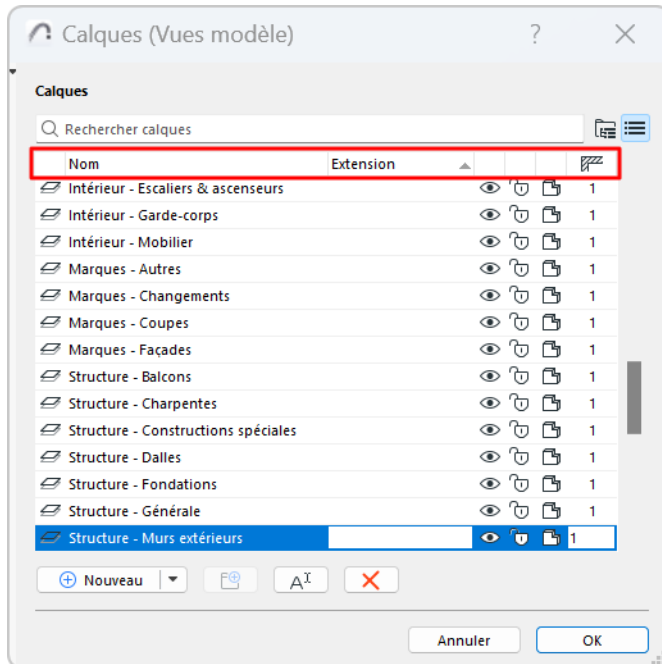 Calques (Vues modèle)
Calques
Rechercher calques
Nom Extension
Intérieur - Escaliers & ascenseurs 1
Intérieur - Garde-corps 1
Intérieur - Mobilier 1
Marques - Autres 1
Marques - Changements 1
Marques - Coupes 1
Marques - Façades 1
Structure - Balcons 1
Structure - Charpentes 1
Structure - Constructions spéciales 1
Structure - Dalles 1
Structure - Fondations 1
Structure - Générale 1
Structure - Murs extérieurs 1
Nouveau
Annuler OK